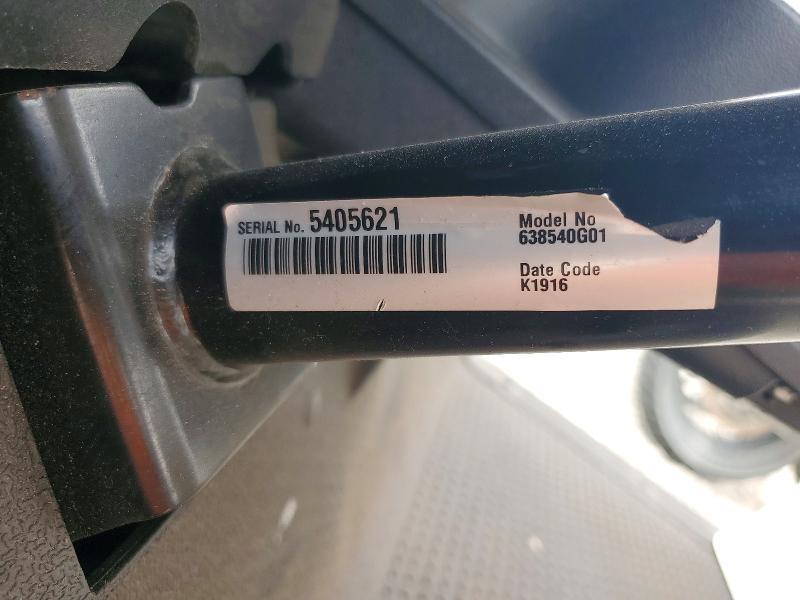 SERIAL No. 5405621
Model No
638540G01
Date Code
K1916